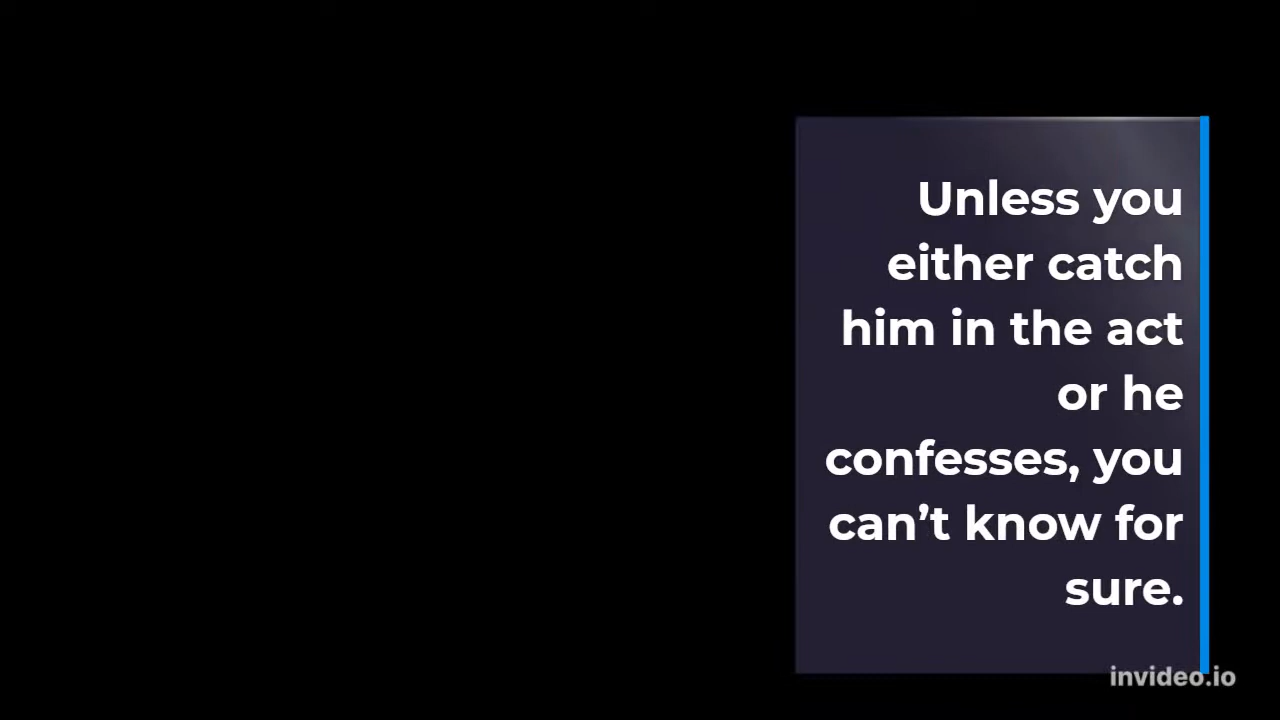 Unless you
either catch
him in the act
or he
confesses, you
can’t know for
sure.
invideo.io